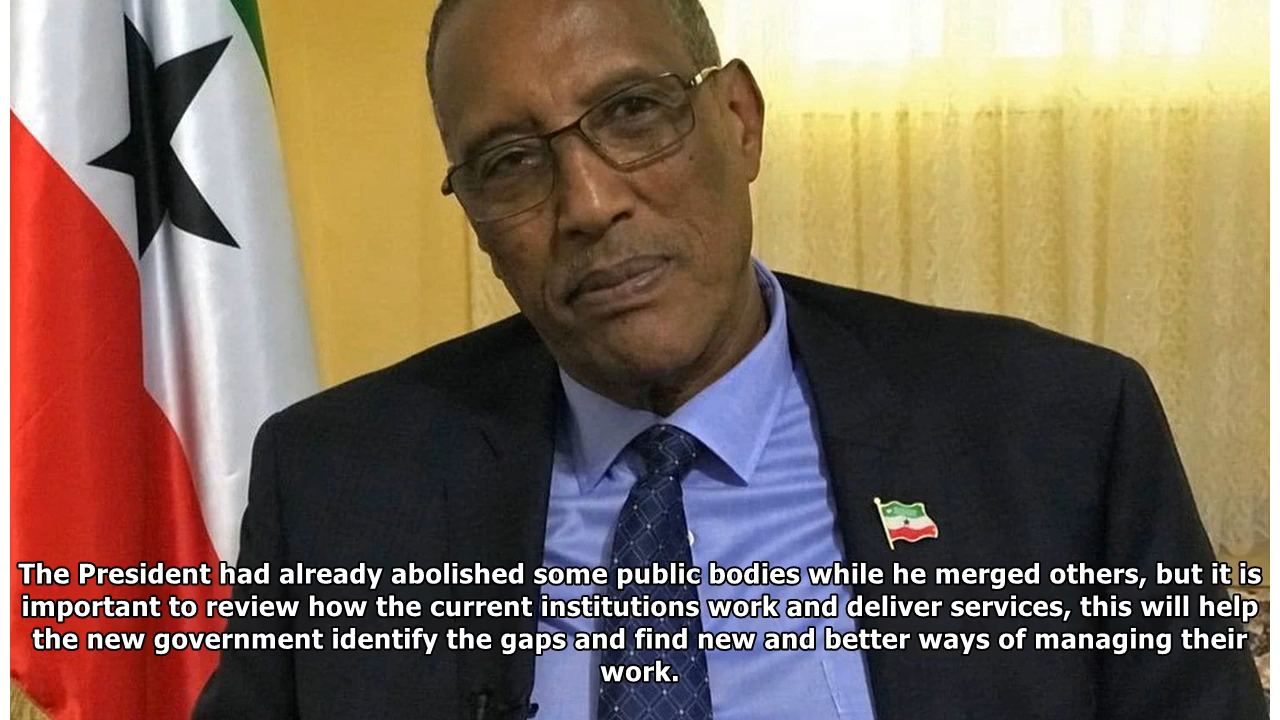 The President had already abolished some public bodies while he merged others, but it is
important to review how the current institutions work and deliver services, this will help
the new government identify the gaps and find new and better ways of managing their
work.